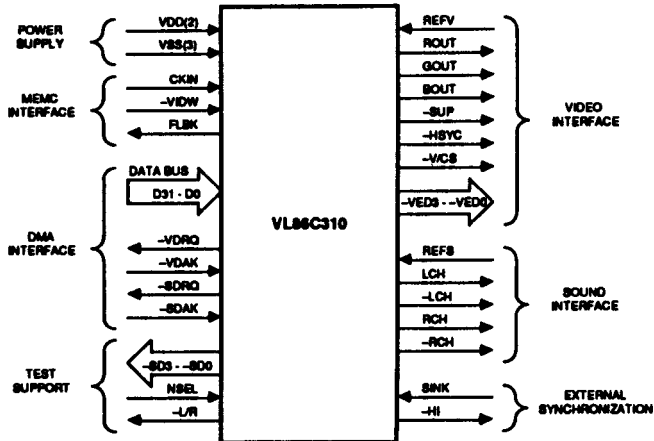 POWER
SUPPLY
VDD(2)
VSS(3)
MEMC
INTERFACE
CKIN
–VIDW
FLBK
DMA
INTERFACE
DATA BUS
D31 - D0
–VDRQ
–VDAK
–SDRQ
–SDAK
TEST
SUPPORT
–SD3 - –SD0
NSEL
–L/R
VL86C310
REFV
ROUT
GOUT
BOUT
–SUP
–HSYC
–V/CS
–VED3 - –VED0
VIDEO
INTERFACE
REFS
LCH
–LCH
RCH
–RCH
SOUND
INTERFACE
SINK
–HI
EXTERNAL
SYNCHRONIZATION